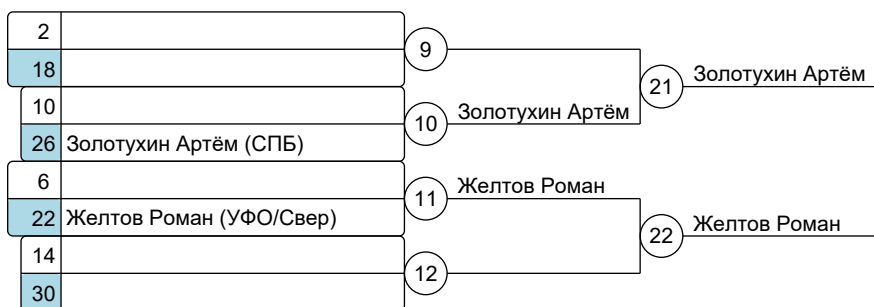 2
9
18
21 Золотухин Артём
10
10 Золотухин Артём
26 Золотухин Артём (СПБ)
6
11 Желтов Роман
22 Желтов Роман (УФО/Свер)
22 Желтов Роман
14
12
30